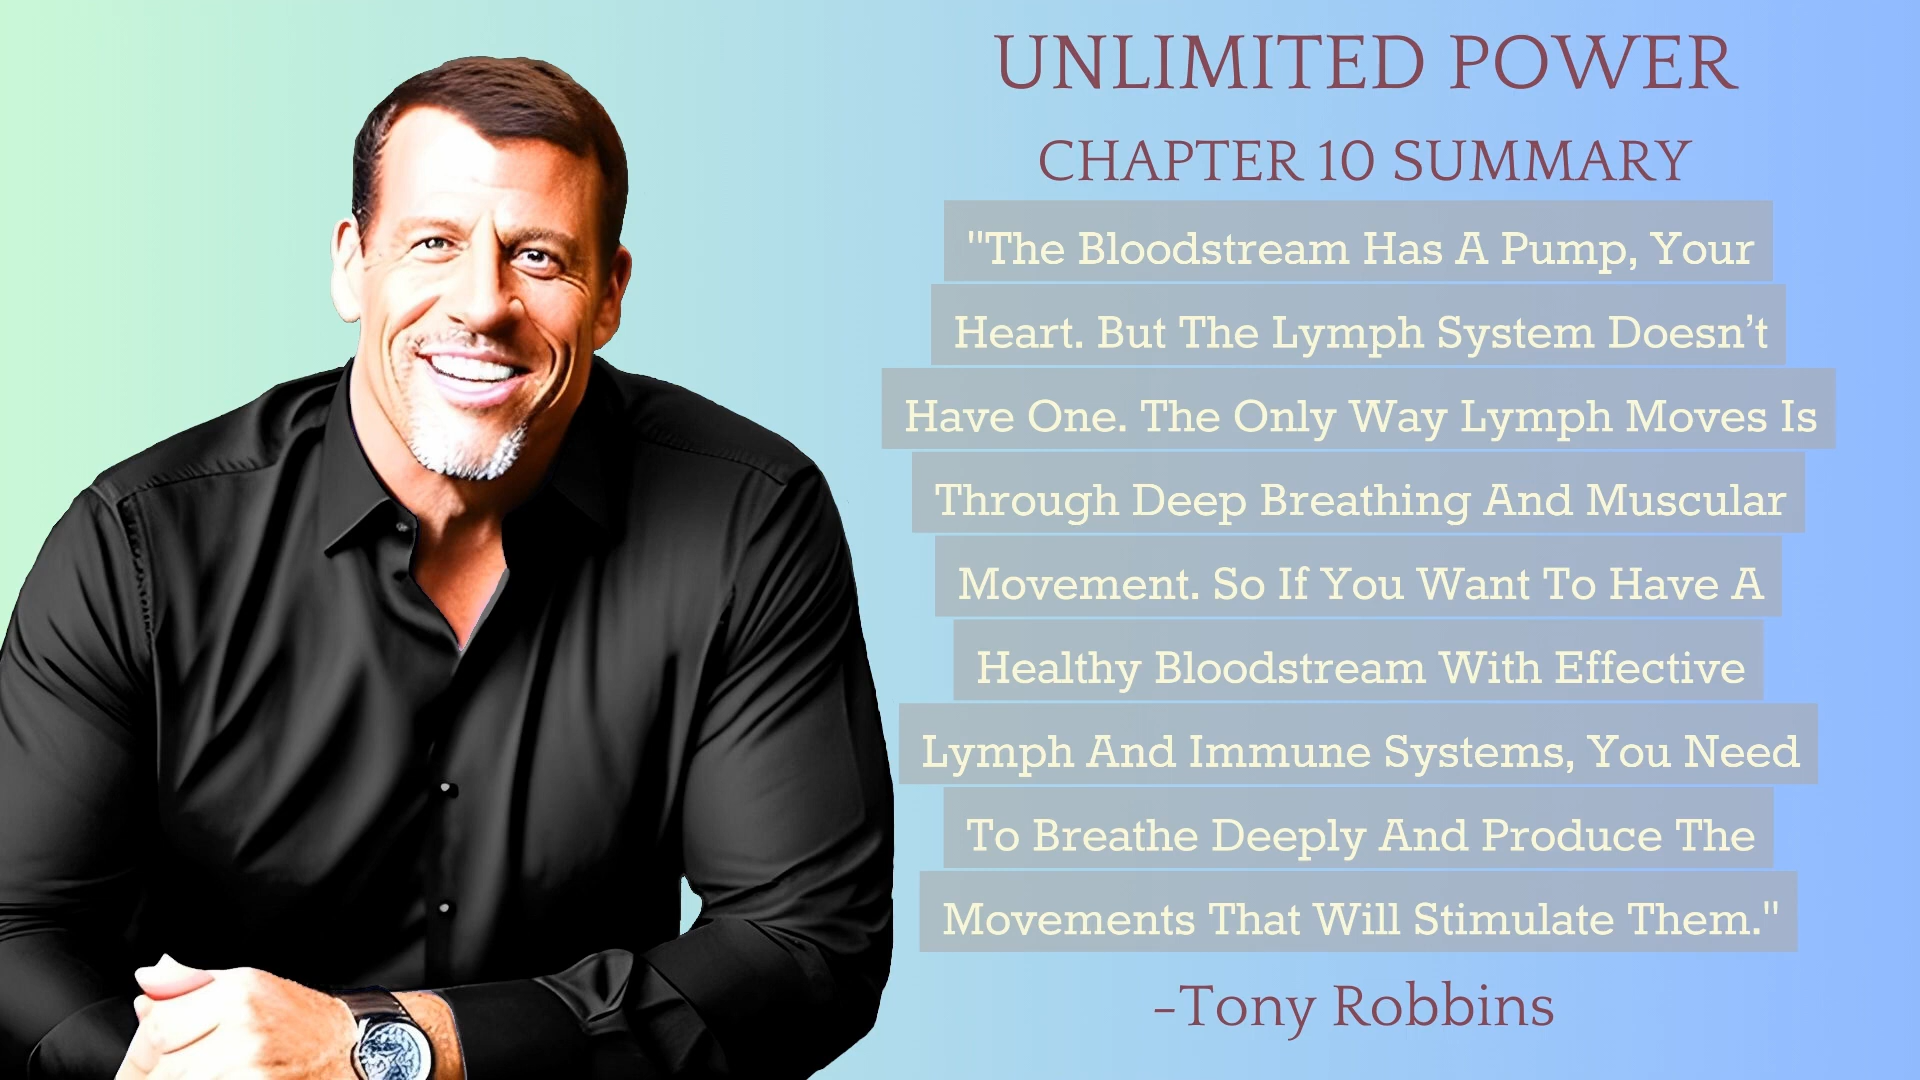 UNLIMITED POWER
CHAPTER 10 SUMMARY
"The Bloodstream Has A Pump, Your
Heart. But The Lymph System Doesn’t
Have One. The Only Way Lymph Moves Is
Through Deep Breathing And Muscular
Movement. So If You Want To Have A
Healthy Bloodstream With Effective
Lymph And Immune Systems, You Need
To Breathe Deeply And Produce The
Movements That Will Stimulate Them."
-Tony Robbins